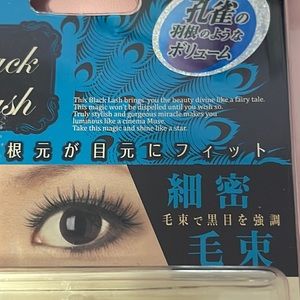 孔雀の
羽根のような
ボリューム
ack
ash
This Black Lash brings you the beauty divine like a fairy tale.
This magic won't be dispelled until you wish so.
Truly stylish and gorgeous miracle makes you
luminous like a cinema Muse.
Take this magic and shine like a star.
根元が目元にフィット
細密
毛束で黒目を強調
毛束